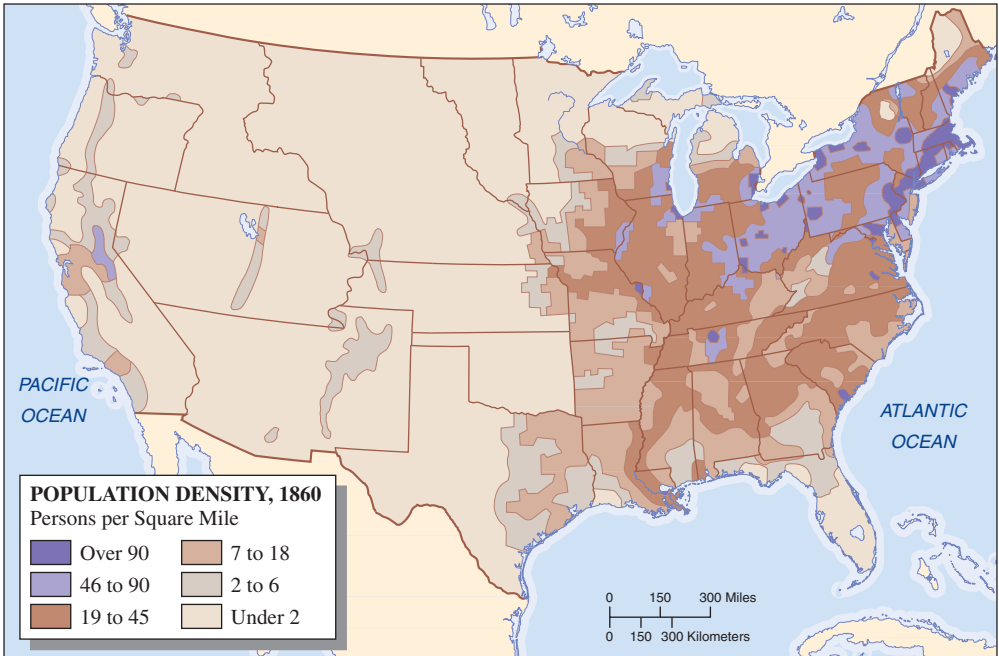 PACIFIC
OCEAN
ATLANTIC
OCEAN
POPULATION DENSITY, 1860
Persons per Square Mile
Over 90
7 to 18
46 to 90
2 to 6
19 to 45
Under 2
0 150 300 Miles
0 150 300 Kilometers